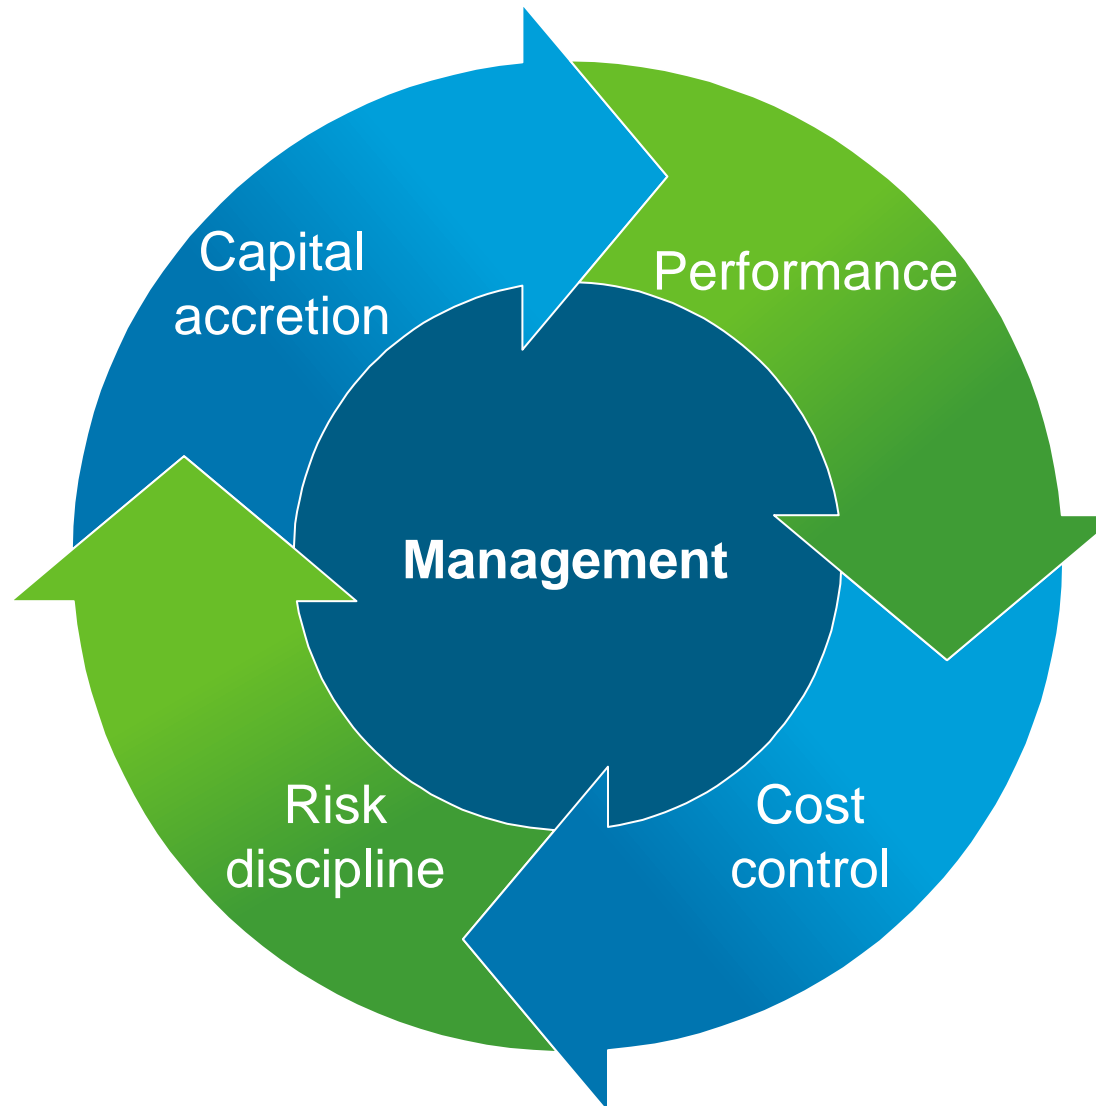 Capital
accretion
Performance
Management
Risk
discipline
Cost
control